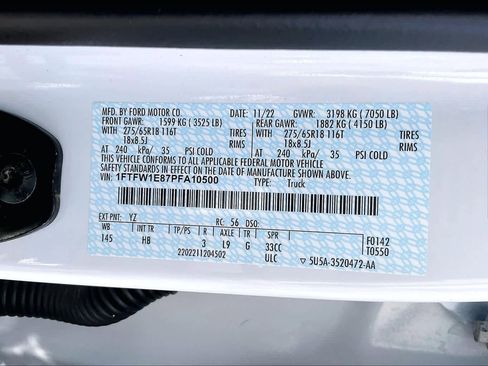 MFD. BY FORD MOTOR CO. DATE: 11/22 GVWR: 3198 KG ( 7050 LB)
FRONT GAWR: 1599 KG ( 3525 LB) REAR GAWR: 1882 KG ( 4150 LB)
WITH 275/65R18 116T TIRES WITH 275/65R18 116T TIRES
18x8.5J RIMS 18x8.5J RIMS
AT 240 kPa/ 35 PSI COLD AT 240 kPa/ 35 PSI COLD
THIS VEHICLE CONFORMS TO ALL APPLICABLE FEDERAL MOTOR VEHICLE
SAFETY STANDARDS IN EFFECT ON THE DATE OF MANUFACTURE SHOWN ABOVE.
VIN: 1FTFW1E87PFA10500 TYPE: Truck
EXT PNT: YZ RC: 56 DSO:
WB INT TR TP/PS R AXLE TR SPR F0142
145 HB 3 L9 G 33CC T0550
2202211204502 ULC ▽ 5U5A-3520472-AA